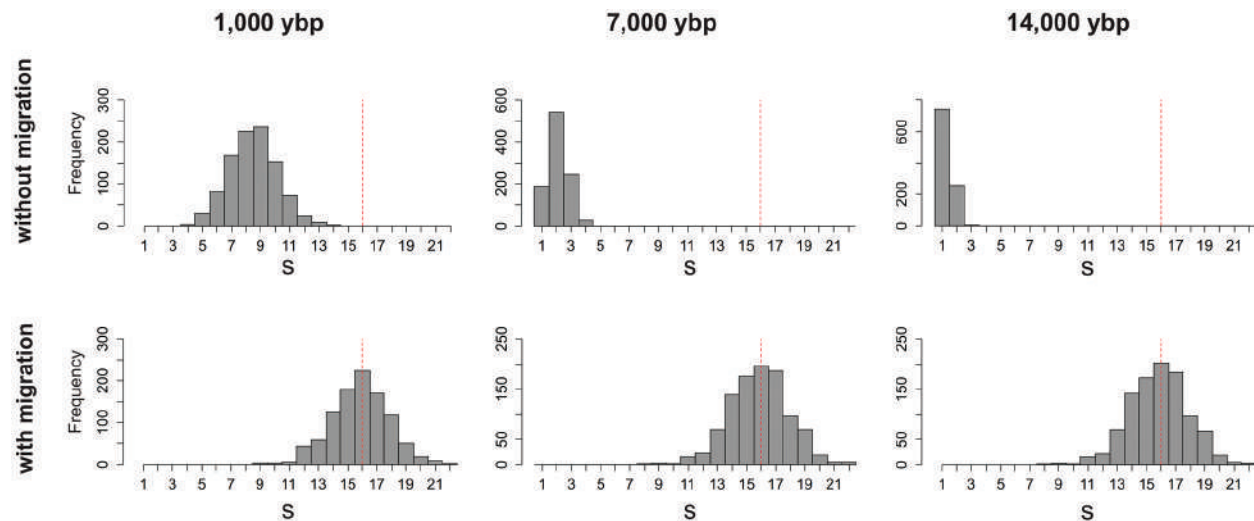 1,000 ybp 7,000 ybp 14,000 ybp
without migration
Frequency
0 100 200 300
1 3 5 7 9 11 13 15 17 19 21
S
0 200 400 600
1 3 5 7 9 11 13 15 17 19 21
S
0 200 600
1 3 5 7 9 11 13 15 17 19 21
S
with migration
Frequency
0 100 200 300
1 3 5 7 9 11 13 15 17 19 21
S
0 50 150 250
1 3 5 7 9 11 13 15 17 19 21
S
0 50 150 250
1 3 5 7 9 11 13 15 17 19 21
S